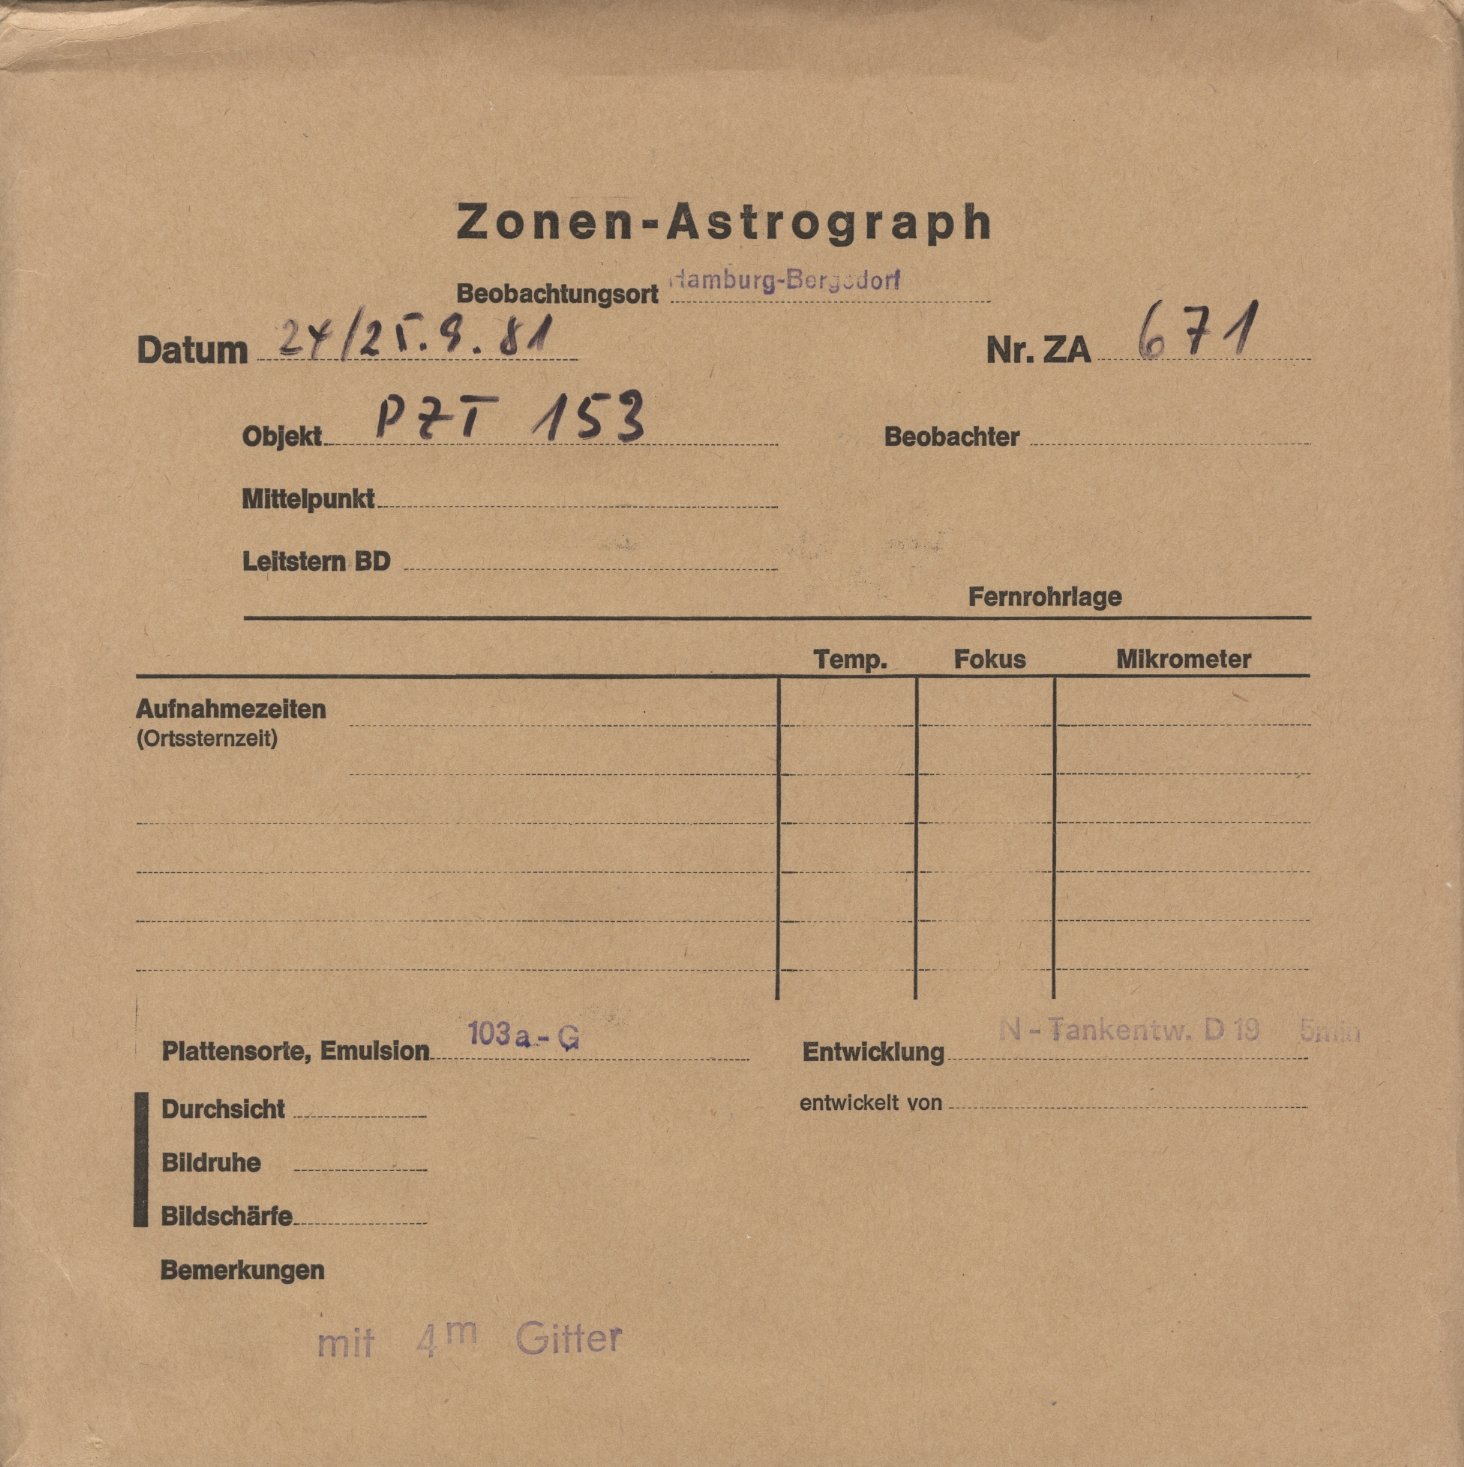 Zonen-Astrograph
Beobachtungsort Hamburg-Bergedorf
Datum 24/25.9.81 Nr. ZA 671
Objekt PZT 153 Beobachter
Mittelpunkt
Leitstern BD
Fernrohrlage
Temp. Fokus Mikrometer
Aufnahmezeiten
(Ortssternzeit)
Plattensorte, Emulsion 103a-G Entwicklung N-Tankentw. D 19 5min
Durchsicht entwickelt von
Bildruhe
Bildschärfe
Bemerkungen
mit 4m Gitter